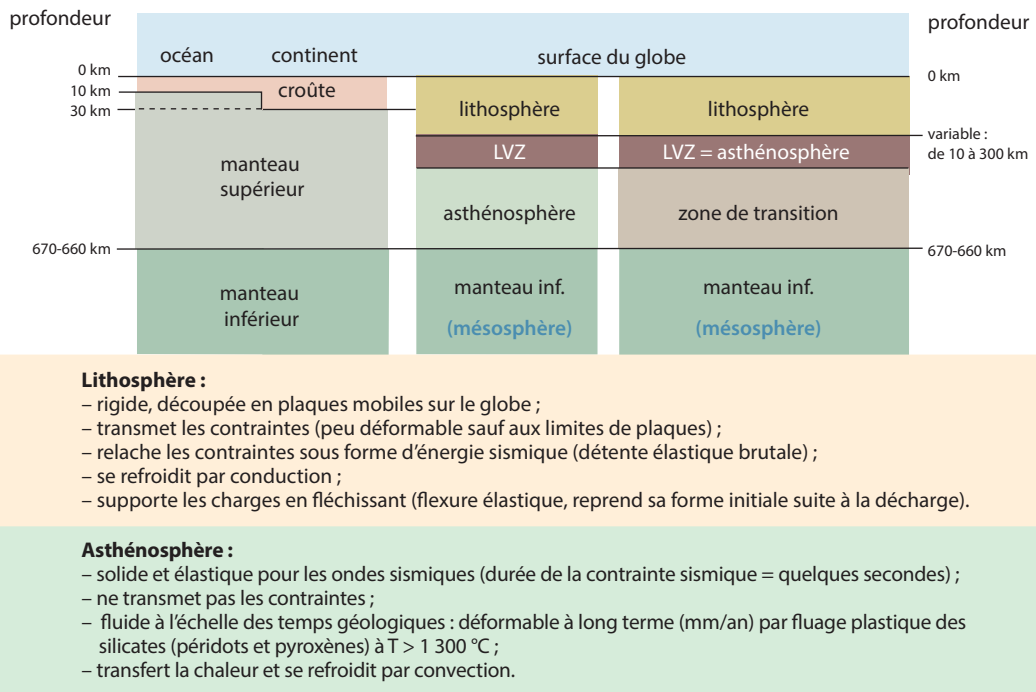 profondeur
profondeur
océan
continent
surface du globe
0 km
0 km
10 km
croûte
30 km
lithosphère
lithosphère
variable :
de 10 à 300 km
LVZ
LVZ = asthénosphère
manteau
supérieur
asthénosphère
zone de transition
670-660 km
670-660 km
manteau
inférieur
manteau inf.
(mésosphère)
manteau inf.
(mésosphère)
Lithosphère :
– rigide, découpée en plaques mobiles sur le globe ;
– transmet les contraintes (peu déformable sauf aux limites de plaques) ;
– relache les contraintes sous forme d’énergie sismique (détente élastique brutale) ;
– se refroidit par conduction ;
– supporte les charges en fléchissant (flexure élastique, reprend sa forme initiale suite à la décharge).
Asthénosphère :
– solide et élastique pour les ondes sismiques (durée de la contrainte sismique = quelques secondes) ;
– ne transmet pas les contraintes ;
– fluide à l’échelle des temps géologiques : déformable à long terme (mm/an) par fluage plastique des
silicates (péridots et pyroxènes) à T > 1 300 °C ;
– transfert la chaleur et se refroidit par convection.